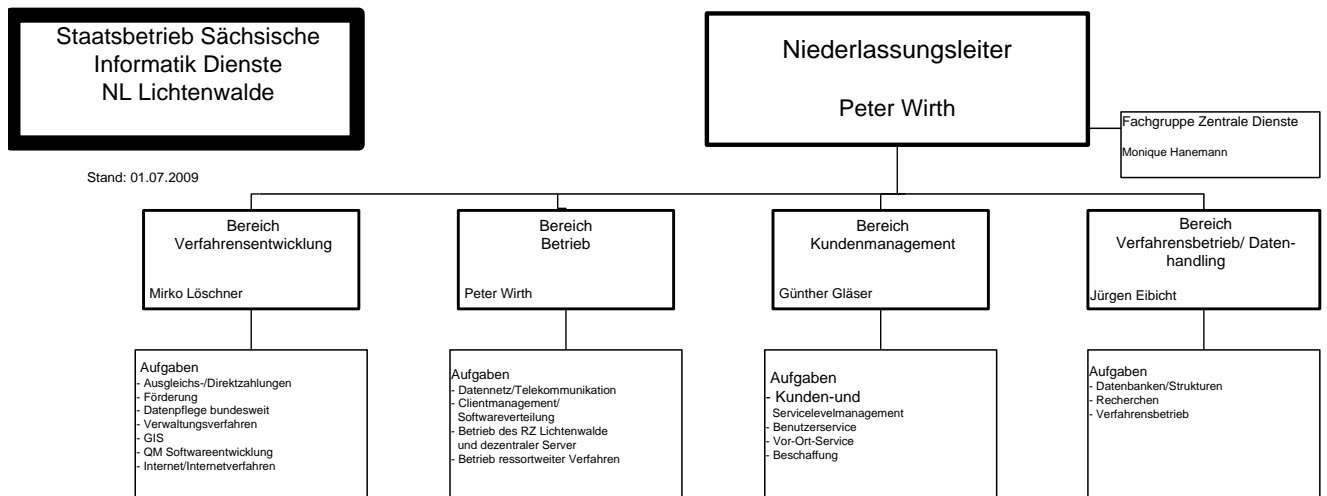 Staatsbetrieb Sächsische
Informatik Dienste
NL Lichtenwalde
Niederlassungsleiter
Peter Wirth
Fachgruppe Zentrale Dienste
Monique Hanemann
Stand: 01.07.2009
Bereich
Verfahrensentwicklung
Mirko Löschner
Bereich
Betrieb
Peter Wirth
Bereich
Kundenmanagement
Günther Gläser
Bereich
Verfahrensbetrieb/ Daten-
handling
Jürgen Eibicht
Aufgaben
- Ausgleichs-/Direktzahlungen
- Förderung
- Datenpflege bundesweit
- Verwaltungsverfahren
- GIS
- QM Softwareentwicklung
- Internet/Internetverfahren
Aufgaben
- Datennetz/Telekommunikation
- Clientmanagement/
Softwareverteilung
- Betrieb des RZ Lichtenwalde
und dezentraler Server
- Betrieb ressortweiter Verfahren
Aufgaben
- Kunden-und
Servicelevelmanagement
- Benutzerservice
- Vor-Ort-Service
- Beschaffung
Aufgaben
- Datenbanken/Strukturen
- Recherchen
- Verfahrensbetrieb